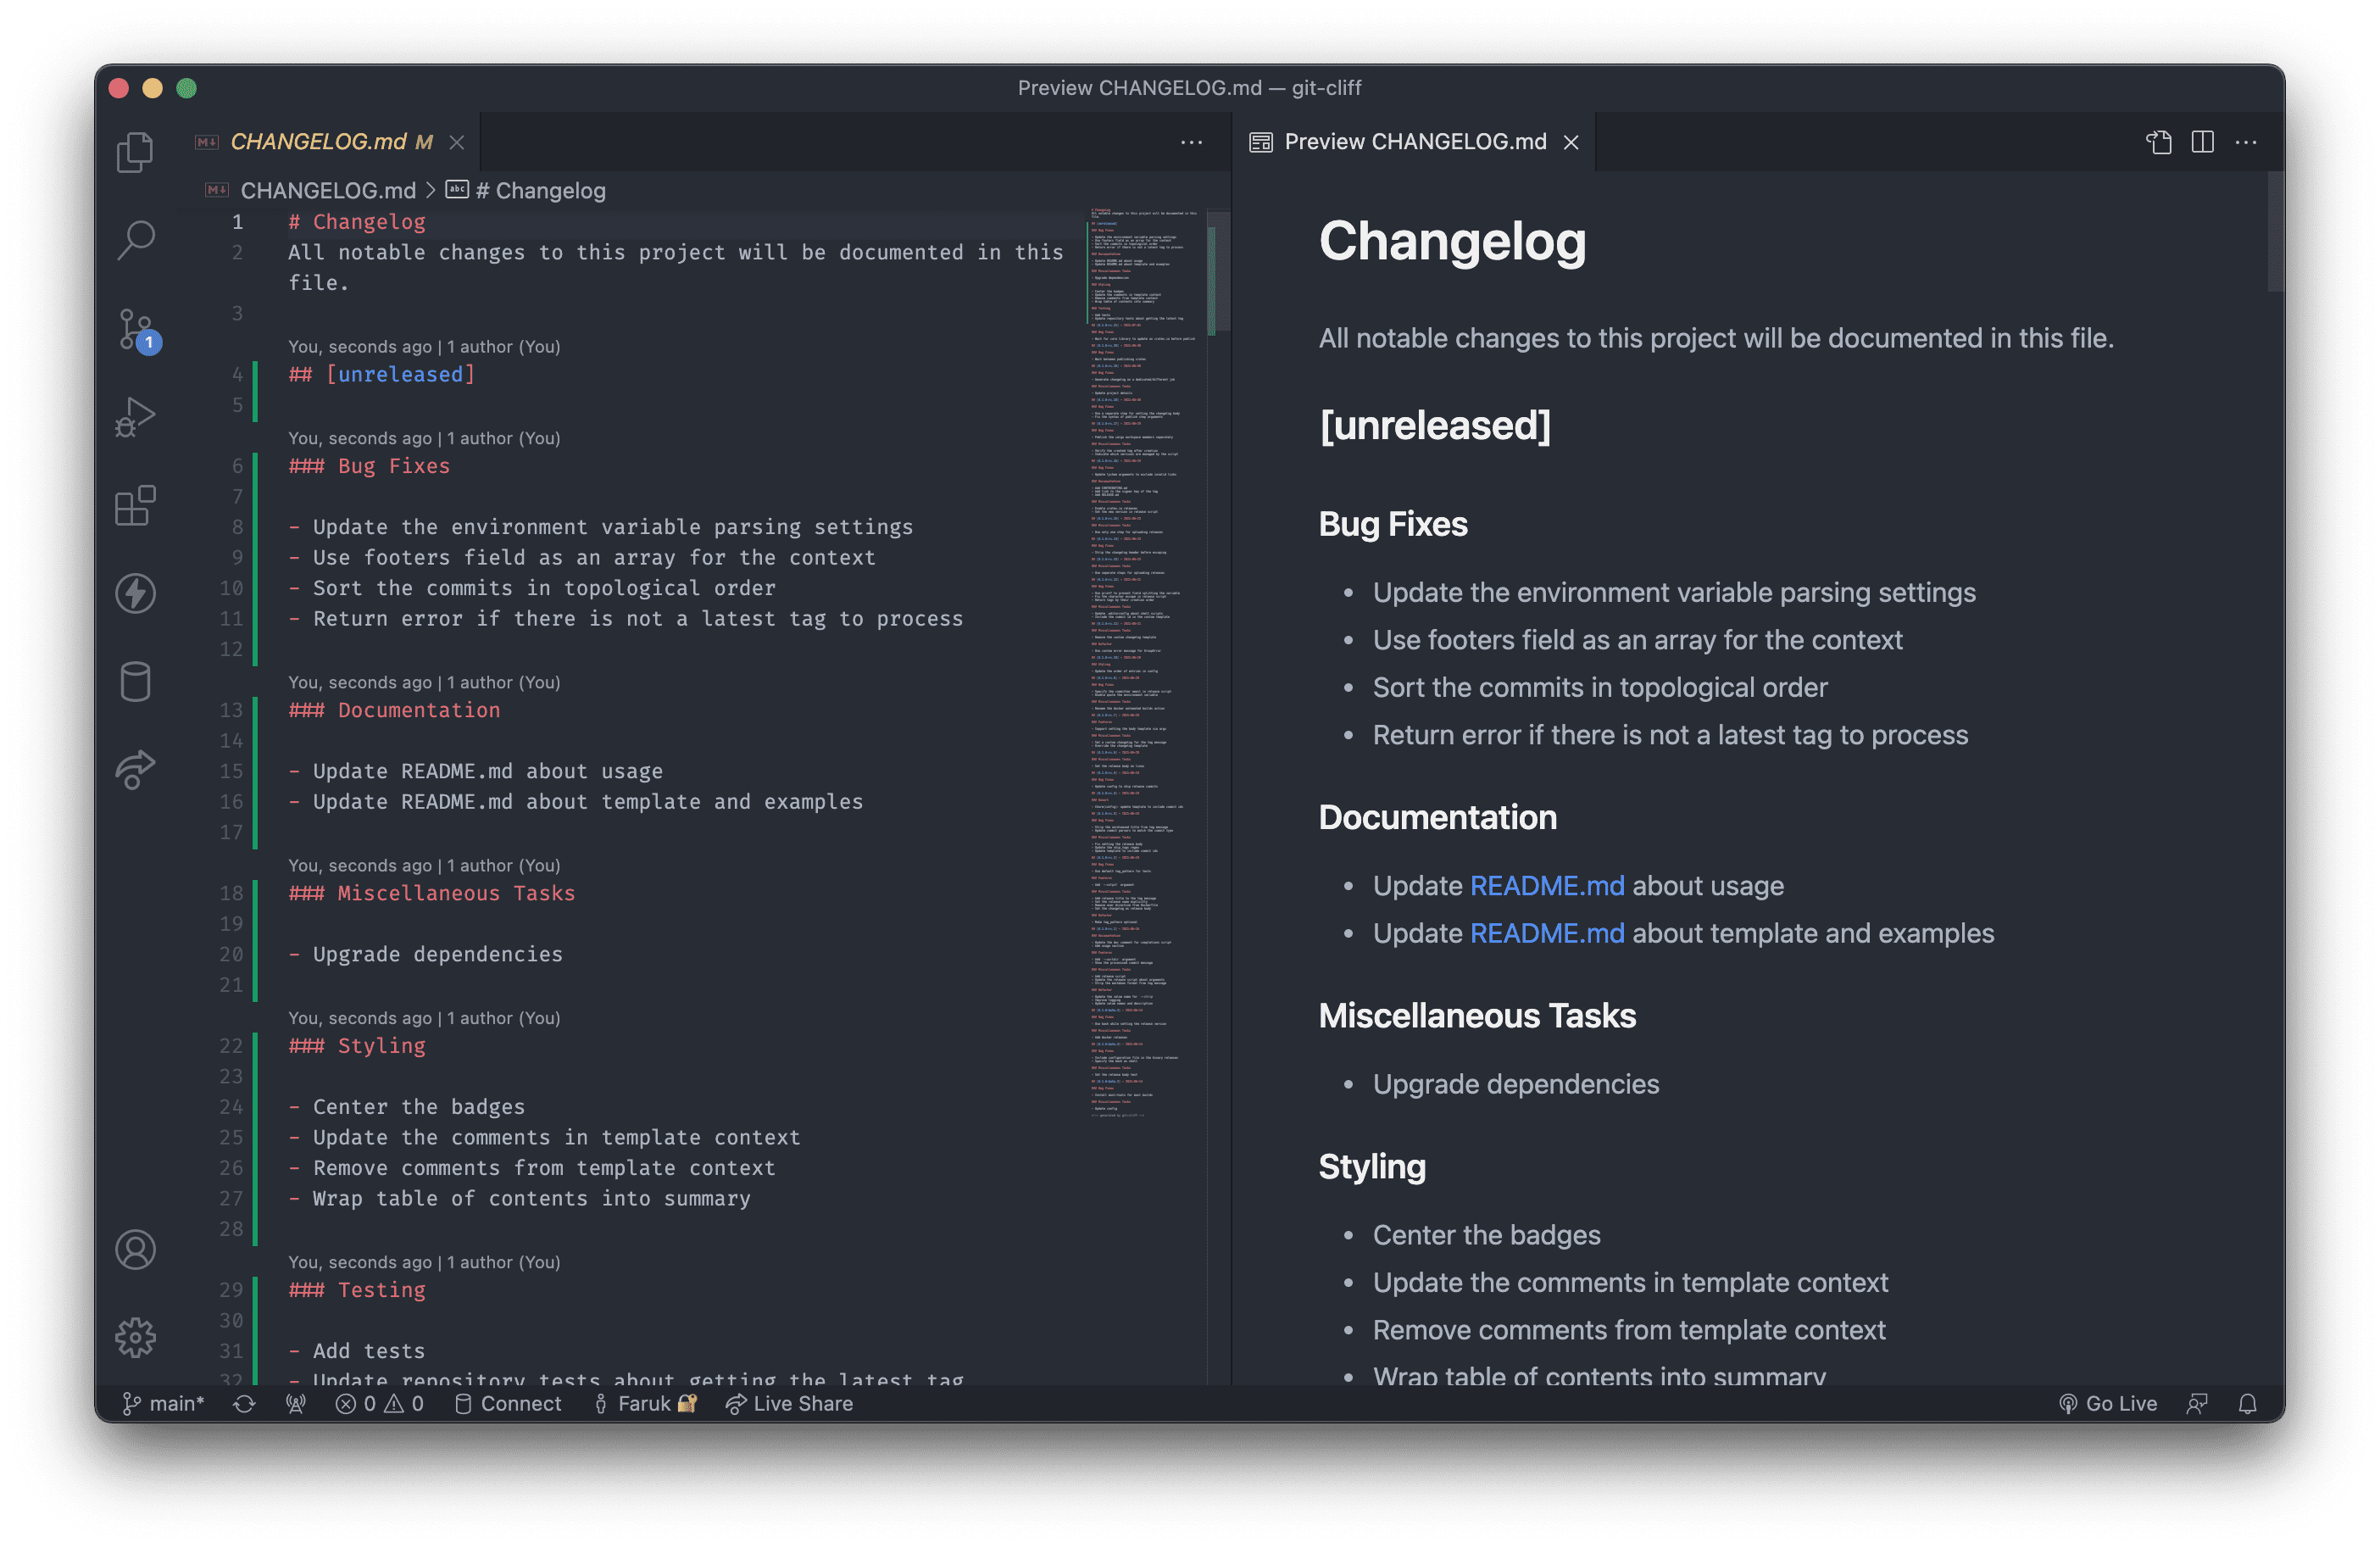 Preview CHANGELOG.md — git-cliff
CHANGELOG.md M
CHANGELOG.md > # Changelog
1 # Changelog
2 All notable changes to this project will be documented in this
file.
3
You, seconds ago | 1 author (You)
4 ## [unreleased]
5
You, seconds ago | 1 author (You)
6 ### Bug Fixes
7
8 - Update the environment variable parsing settings
9 - Use footers field as an array for the context
10 - Sort the commits in topological order
11 - Return error if there is not a latest tag to process
12
You, seconds ago | 1 author (You)
13 ### Documentation
14
15 - Update README.md about usage
16 - Update README.md about template and examples
17
You, seconds ago | 1 author (You)
18 ### Miscellaneous Tasks
19
20 - Upgrade dependencies
21
You, seconds ago | 1 author (You)
22 ### Styling
23
24 - Center the badges
25 - Update the comments in template context
26 - Remove comments from template context
27 - Wrap table of contents into summary
28
You, seconds ago | 1 author (You)
29 ### Testing
30
31 - Add tests
32 - Update repository tests about getting the latest tag
Preview CHANGELOG.md
Changelog
All notable changes to this project will be documented in this file.
[unreleased]
Bug Fixes
• Update the environment variable parsing settings
• Use footers field as an array for the context
• Sort the commits in topological order
• Return error if there is not a latest tag to process
Documentation
• Update README.md about usage
• Update README.md about template and examples
Miscellaneous Tasks
• Upgrade dependencies
Styling
• Center the badges
• Update the comments in template context
• Remove comments from template context
• Wrap table of contents into summary
1
main* 0 0 Connect Faruk Live Share
Go Live